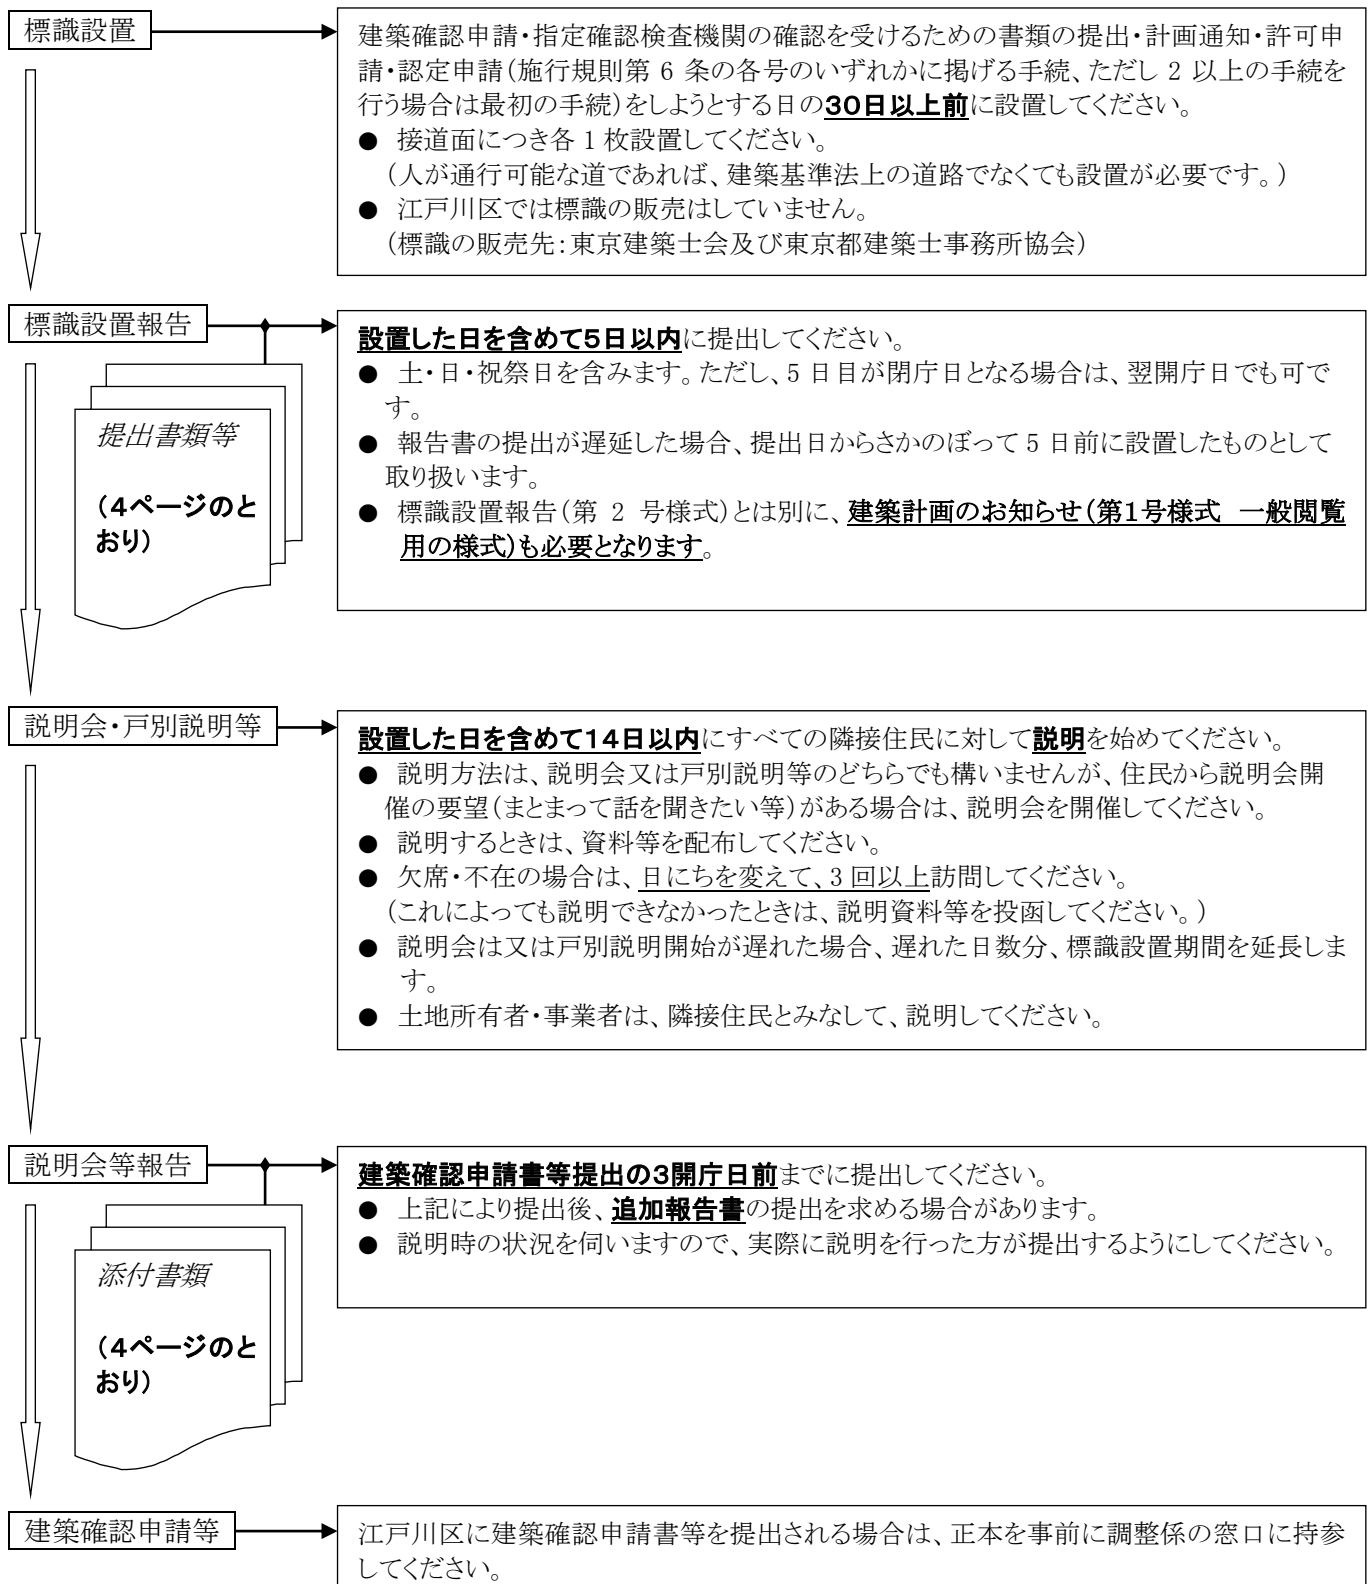 標識設置
建築確認申請・指定確認検査機関の確認を受けるための書類の提出・計画通知・許可申
請・認定申請(施行規則第 6 条の各号のいずれかに掲げる手続、ただし 2 以上の手続を
行う場合は最初の手続)をしようとする日の30日以上前に設置してください。
● 接道面につき各 1 枚設置してください。
(人が通行可能な道であれば、建築基準法上の道路でなくても設置が必要です。)
● 江戸川区では標識の販売はしていません。
(標識の販売先:東京建築士会及び東京都建築士事務所協会)
標識設置報告
提出書類等
(4ページのと
おり)
設置した日を含めて5日以内に提出してください。
● 土・日・祝祭日を含みます。ただし、5 日目が閉庁日となる場合は、翌開庁日でも可で
す。
● 報告書の提出が遅延した場合、提出日からさかのぼって 5 日前に設置したものとして
取り扱います。
● 標識設置報告(第 2 号様式)とは別に、建築計画のお知らせ(第1号様式 一般閲覧
用の様式)も必要となります。
説明会・戸別説明等
設置した日を含めて14日以内にすべての隣接住民に対して説明を始めてください。
● 説明方法は、説明会又は戸別説明等のどちらでも構いませんが、住民から説明会開
催の要望(まとまって話を聞きたい等)がある場合は、説明会を開催してください。
● 説明するときは、資料等を配布してください。
● 欠席・不在の場合は、日にちを変えて、3 回以上訪問してください。
(これによっても説明できなかったときは、説明資料等を投函してください。)
● 説明会は又は戸別説明開始が遅れた場合、遅れた日数分、標識設置期間を延長しま
す。
● 土地所有者・事業者は、隣接住民とみなして、説明してください。
説明会等報告
添付書類
(4ページのと
おり)
建築確認申請書等提出の3開庁日前までに提出してください。
● 上記により提出後、追加報告書の提出を求める場合があります。
● 説明時の状況を伺いますので、実際に説明を行った方が提出するようにしてください。
建築確認申請等
江戸川区に建築確認申請書等を提出される場合は、正本を事前に調整係の窓口に持参
してください。